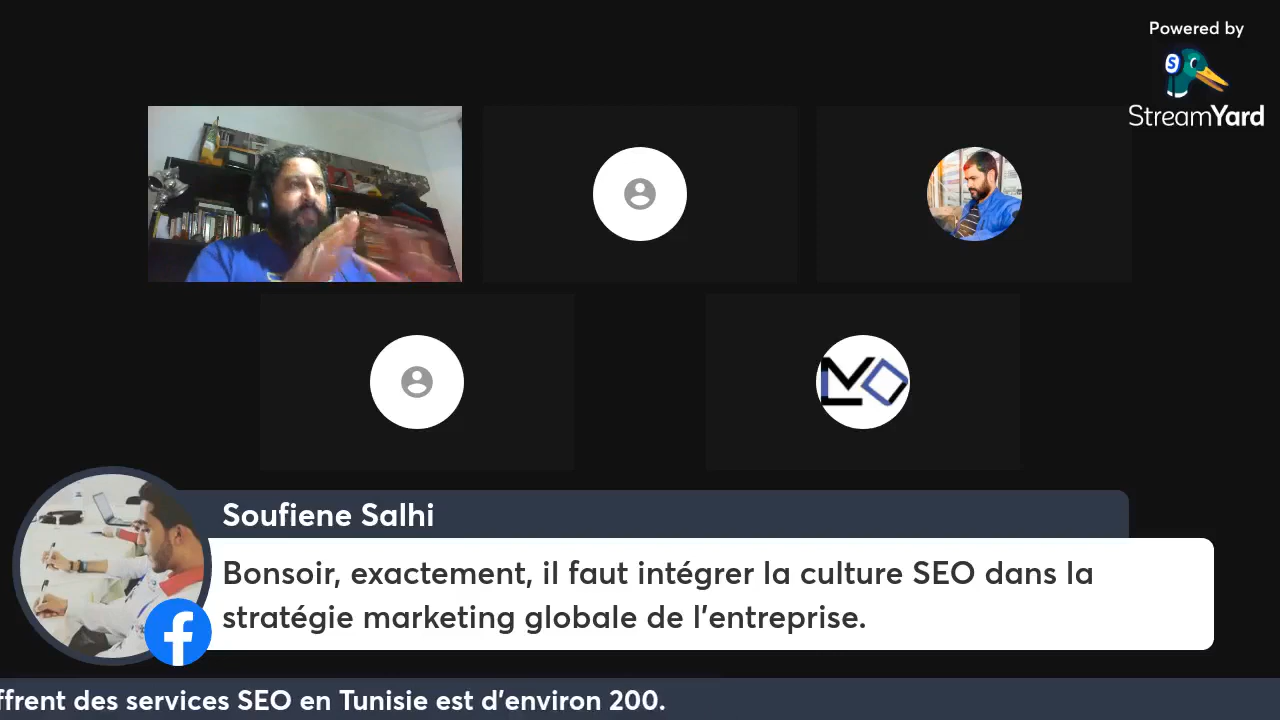 Powered by
StreamYard
Soufiene Salhi
Bonsoir, exactement, il faut intégrer la culture SEO dans la
stratégie marketing globale de l'entreprise.
ffrent des services SEO en Tunisie est d'environ 200.